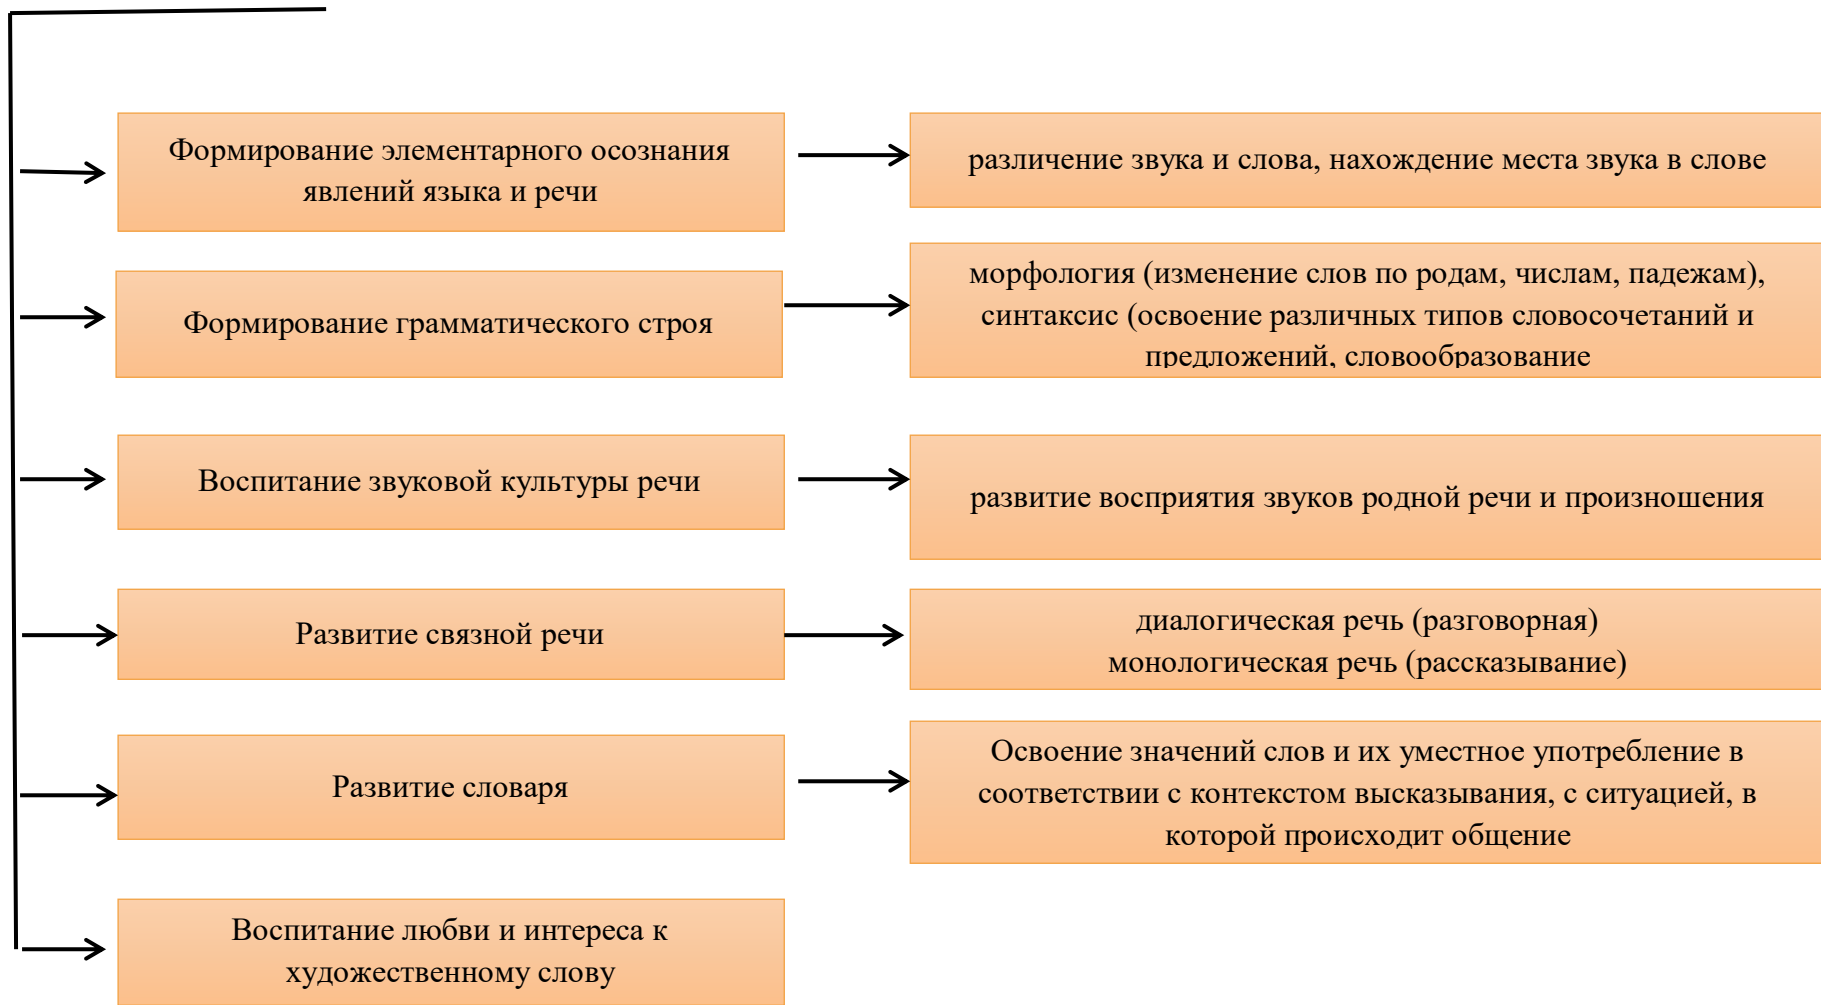 Формирование элементарного осознания
явлений языка и речи
различение звука и слова, нахождение места звука в слове
Формирование грамматического строя
морфология (изменение слов по родам, числам, падежам),
синтаксис (освоение различных типов словосочетаний и
предложений, словообразование
Воспитание звуковой культуры речи
развитие восприятия звуков родной речи и произношения
Развитие связной речи
диалогическая речь (разговорная)
монологическая речь (рассказывание)
Развитие словаря
Освоение значений слов и их уместное употребление в
соответствии с контекстом высказывания, с ситуацией, в
которой происходит общение
Воспитание любви и интереса к
художественному слову